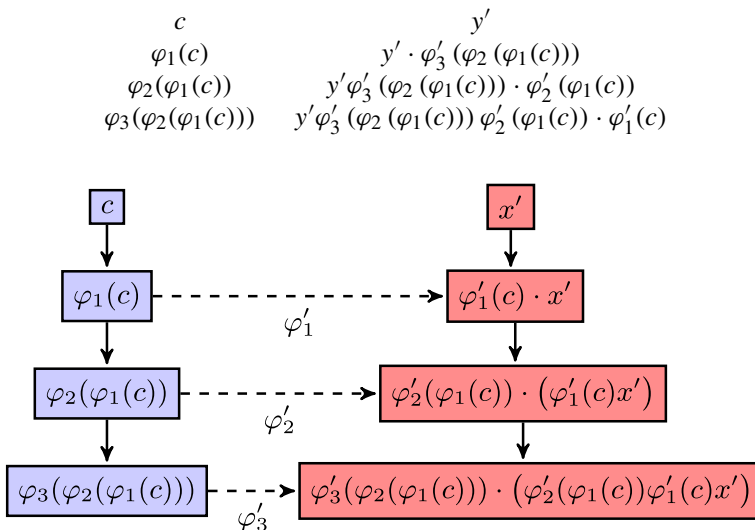 c y′
φ₁(c) y′ · φ′₃ (φ₂ (φ₁(c)))
φ₂(φ₁(c)) y′φ′₃ (φ₂ (φ₁(c))) · φ′₂ (φ₁(c))
φ₃(φ₂(φ₁(c))) y′φ′₃ (φ₂ (φ₁(c))) φ′₂ (φ₁(c)) · φ′₁(c)
c x′
φ₁(c) φ′₁ φ′₁(c) · x′
φ₂(φ₁(c)) φ′₂ φ′₂(φ₁(c)) · (φ′₁(c)x′)
φ₃(φ₂(φ₁(c))) φ′₃ φ′₃(φ₂(φ₁(c))) · (φ′₂(φ₁(c))φ′₁(c)x′)